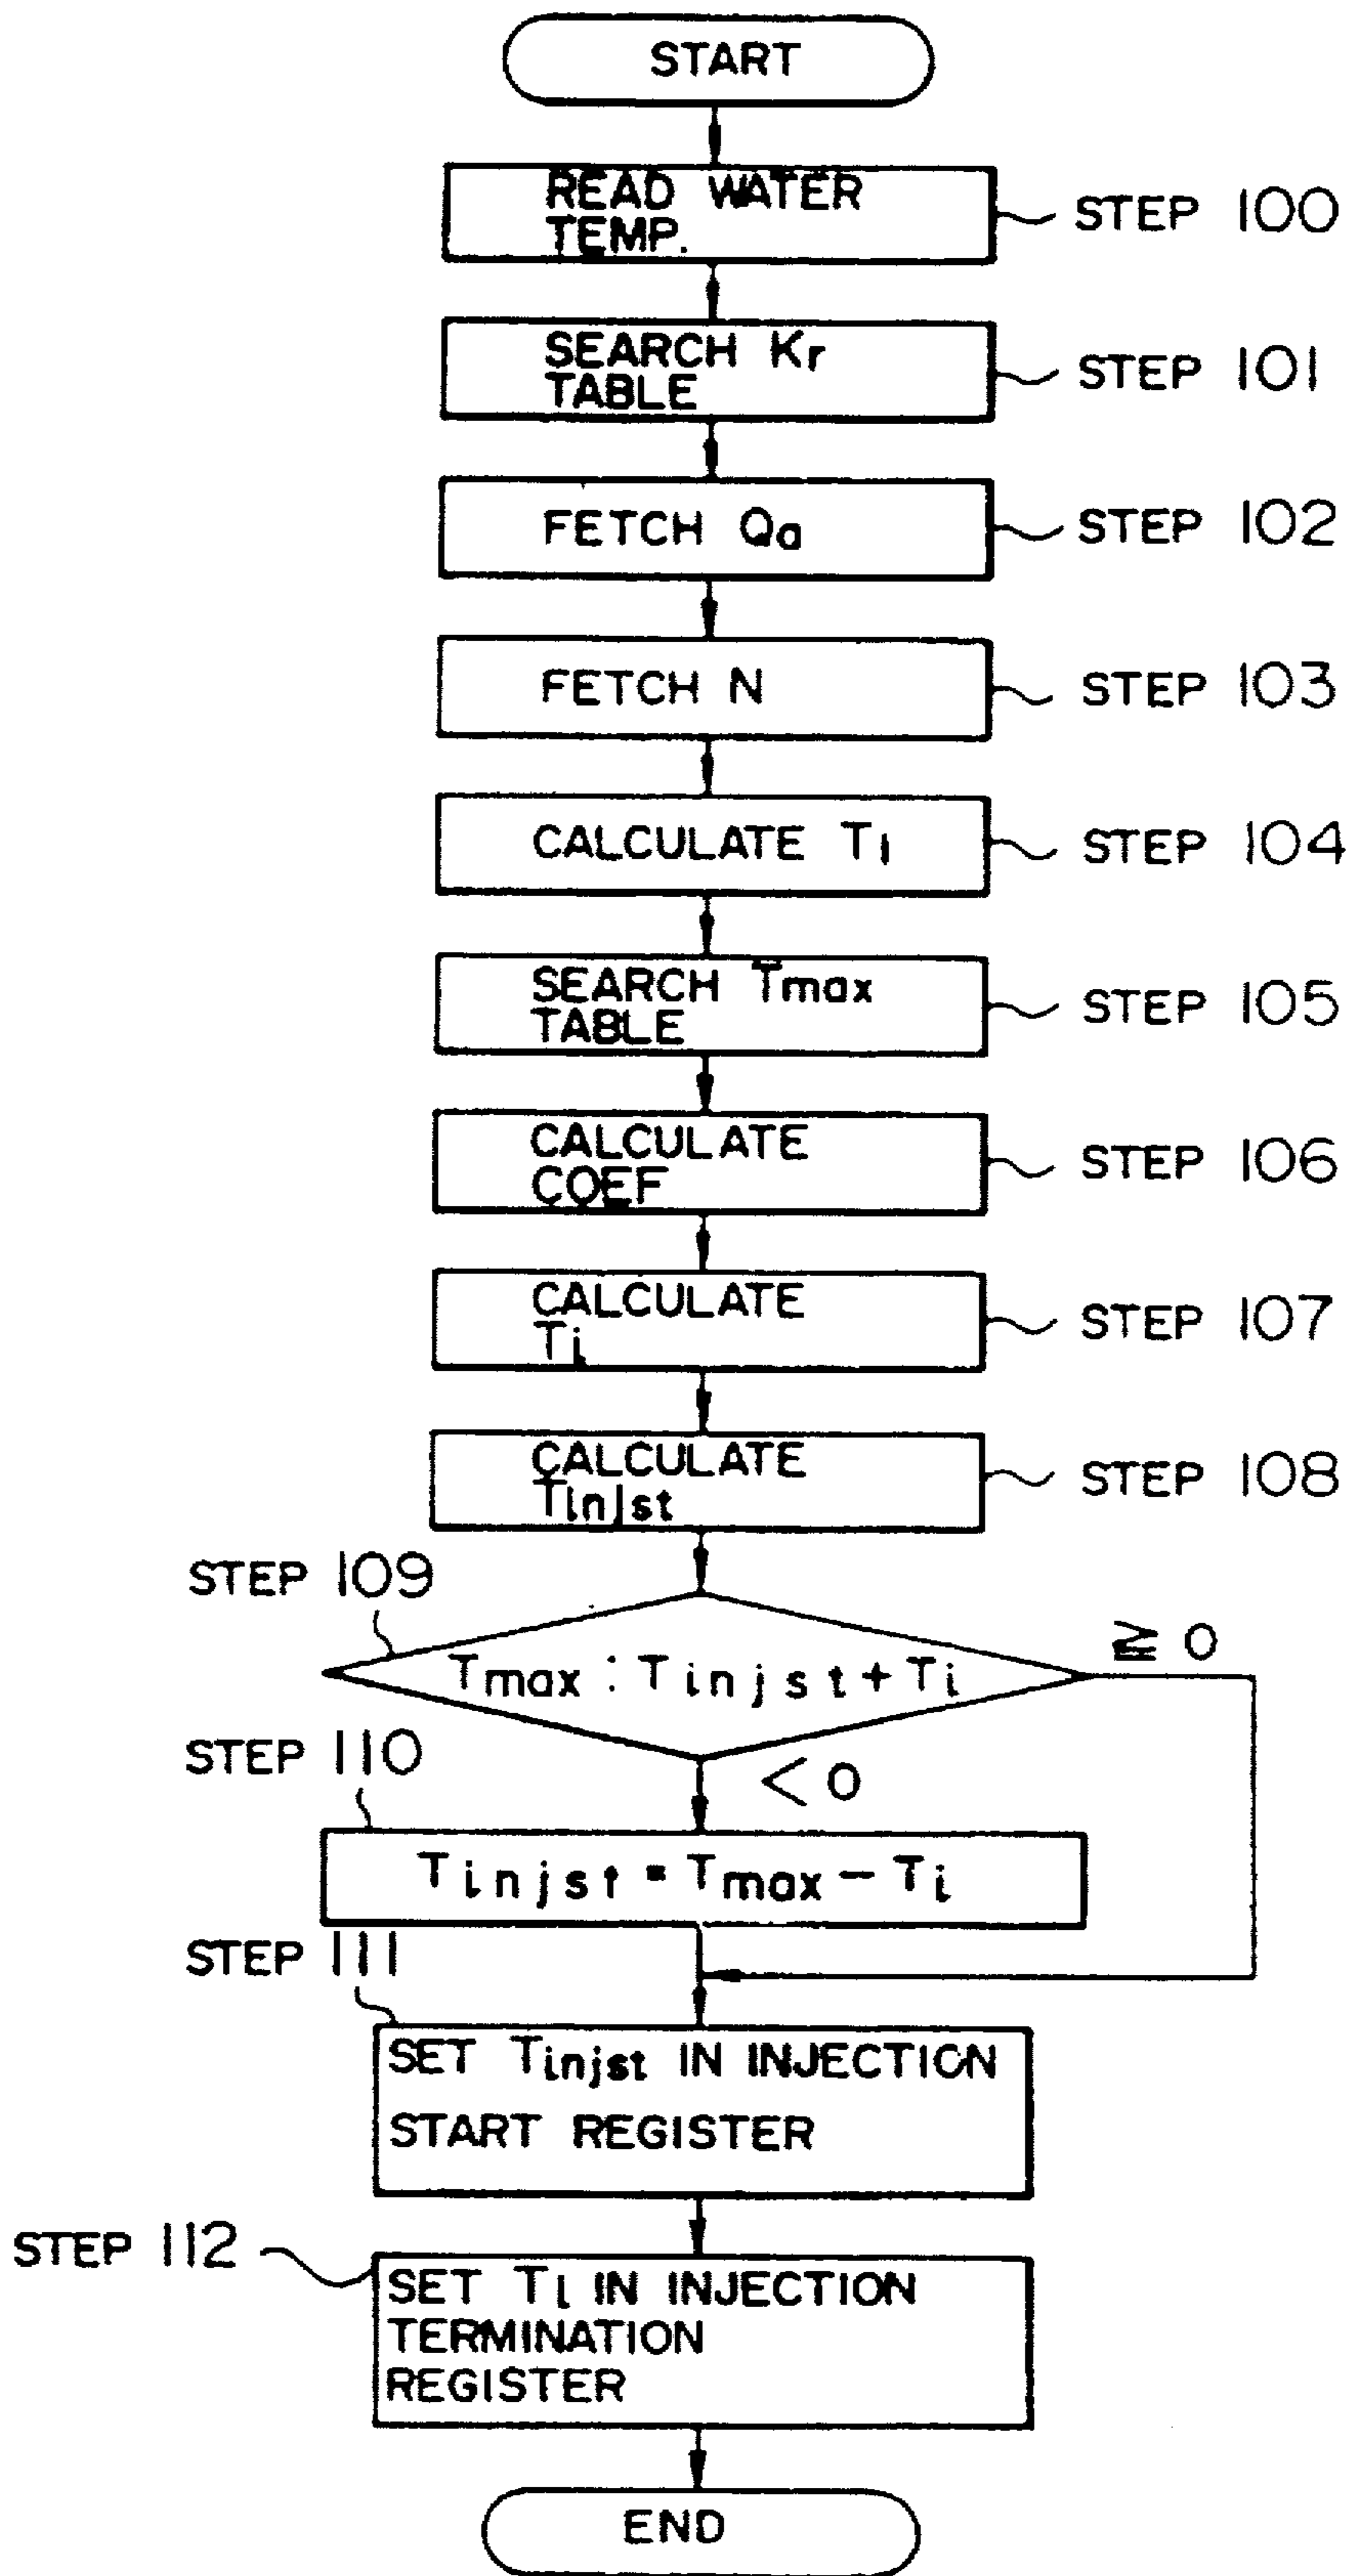 START
READ WATER
TEMP.
STEP 100
SEARCH Kr
TABLE
STEP 101
FETCH Qa
STEP 102
FETCH N
STEP 103
CALCULATE T1
STEP 104
SEARCH Tmax
TABLE
STEP 105
CALCULATE
COEF
STEP 106
CALCULATE
Ti
STEP 107
CALCULATE
Tinjst
STEP 108
STEP 109
Tmax : Tinjst + Ti
≧ 0
< 0
STEP 110
Tinjst = Tmax − Ti
STEP 111
SET Tinjst IN INJECTION
START REGISTER
STEP 112
SET Ti IN INJECTION
TERMINATION
REGISTER
END